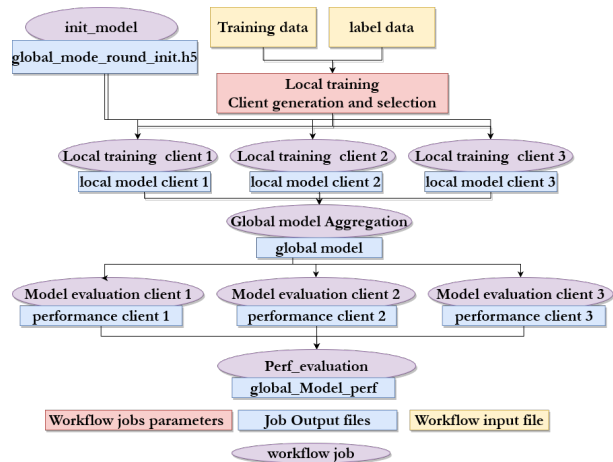 init_model
global_mode_round_init.h5
Training data
label data
Local training
Client generation and selection
Local training client 1
Local training client 2
Local training client 3
local model client 1
local model client 2
local model client 3
Global model Aggregation
global model
Model evaluation client 1
Model evaluation client 2
Model evaluation client 3
performance client 1
performance client 2
performance client 3
Perf_evaluation
global_Model_perf
Workflow jobs parameters
Job Output files
Workflow input file
workflow job